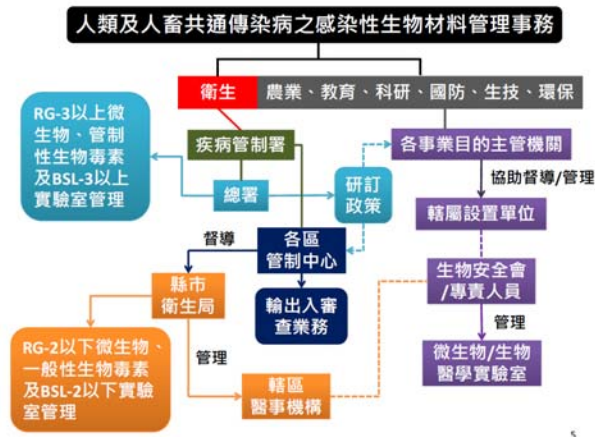 人類及人畜共通傳染病之感染性生物材料管理事務
衛生
農業、教育、科研、國防、生技、環保
RG-3以上微
生物、管制
性生物毒素
及BSL-3以上
實驗室管理
疾病管制署
各事業目的主管機關
總署
研訂
政策
協助督導/管理
轄屬設置單位
督導
各區
管制中心
縣市
衛生局
生物安全會
/專責人員
輸出入審
查業務
管理
RG-2以下微生物、
一般性生物毒素
及BSL-2以下實驗
室管理
管理
微生物/生物
醫學實驗室
轄區
醫事機構
5